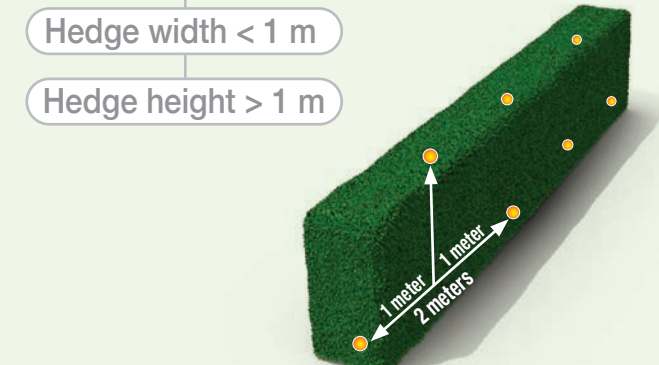 Hedge width < 1 m
Hedge height > 1 m
1 meter
1 meter
2 meters